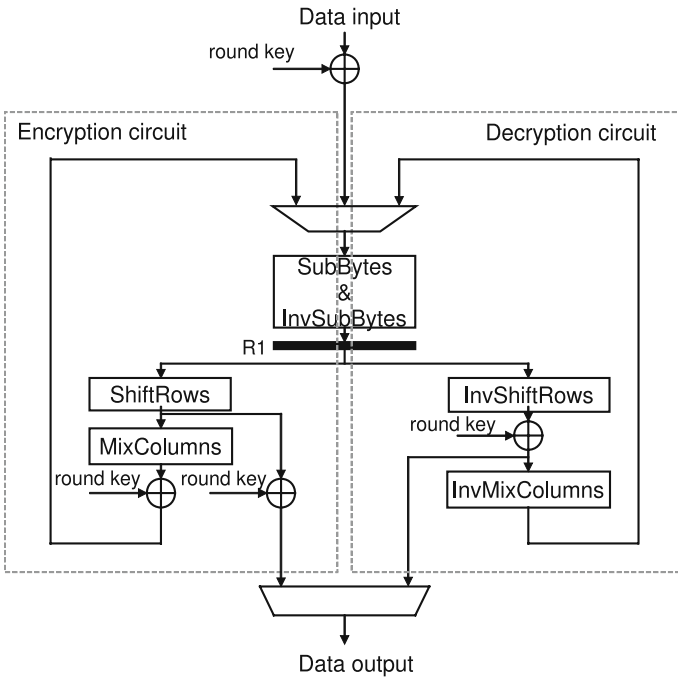 Data input
round key
Encryption circuit
Decryption circuit
SubBytes
&
InvSubBytes
R1
ShiftRows
InvShiftRows
round key
MixColumns
round key
round key
InvMixColumns
Data output